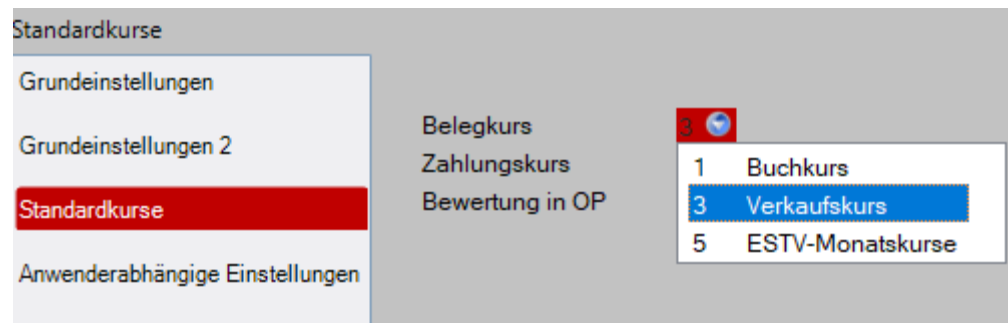 Standardkurse
Grundeinstellungen
Grundeinstellungen 2
Standardkurse
Anwenderabhängige Einstellungen
Belegkurs 3
Zahlungskurs
Bewertung in OP
1 Buchkurs
3 Verkaufskurs
5 ESTV-Monatskurse